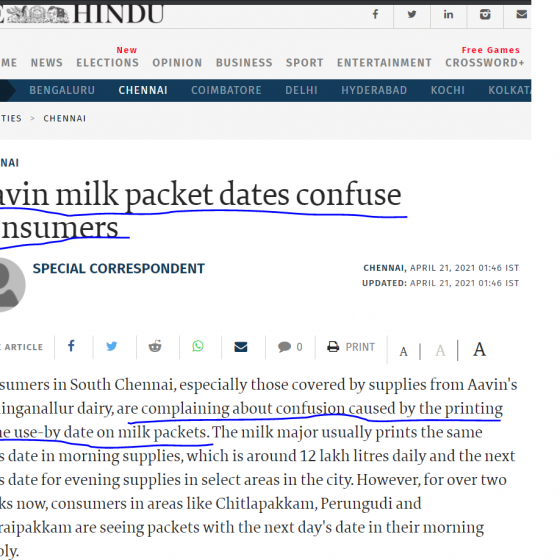 E HINDU
New
Free Games
ME NEWS ELECTIONS OPINION BUSINESS SPORT ENTERTAINMENT CROSSWORD+
BENGALURU CHENNAI COIMBATORE DELHI HYDERABAD KOCHI KOLKATA
TIES > CHENNAI
NAI
avin milk packet dates confuse
nsumers
SPECIAL CORRESPONDENT
CHENNAI, APRIL 21, 2021 01:46 IST
UPDATED: APRIL 21, 2021 01:46 IST
E ARTICLE 0 PRINT A A A
sumers in South Chennai, especially those covered by supplies from Aavin's
inganallur dairy, are complaining about confusion caused by the printing
ne use-by date on milk packets. The milk major usually prints the same
s date in morning supplies, which is around 12 lakh litres daily and the next
s date for evening supplies in select areas in the city. However, for over two
ks now, consumers in areas like Chitlapakkam, Perungudi and
raipakkam are seeing packets with the next day's date in their morning
ply.